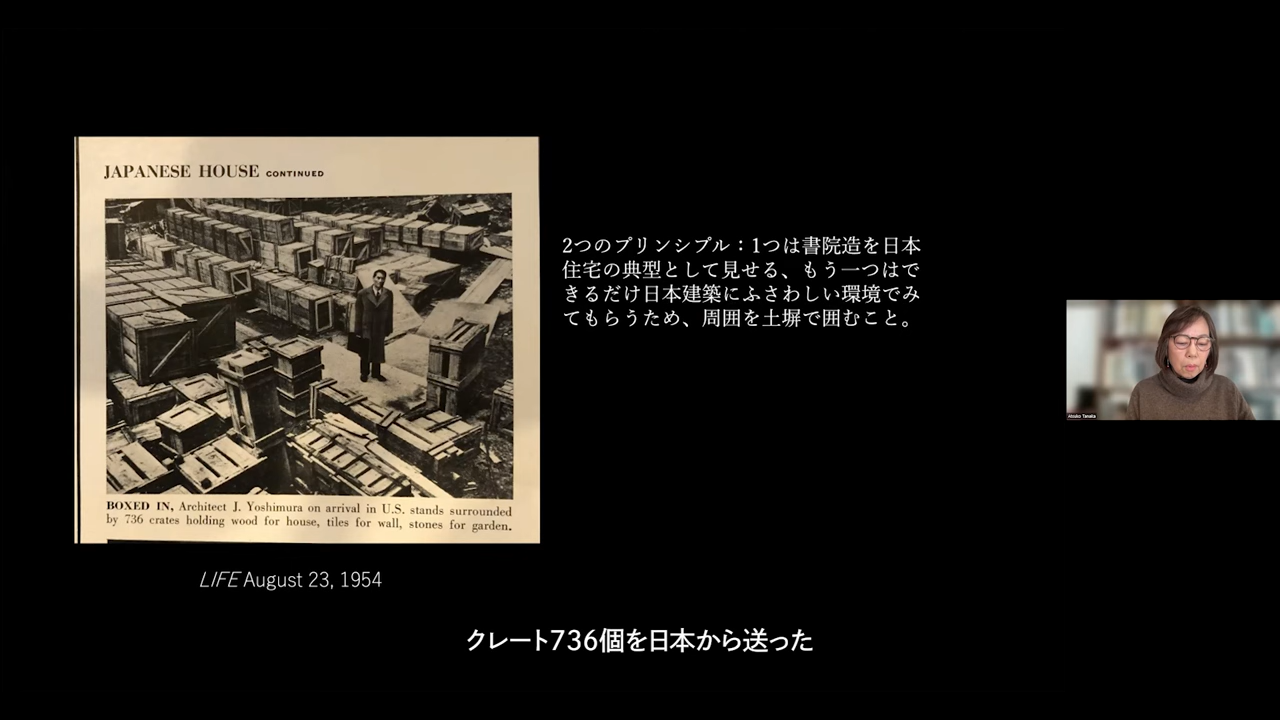 JAPANESE HOUSE CONTINUED
BOXED IN, Architect J. Yoshimura on arrival in U.S. stands surrounded
by 736 crates holding wood for house, tiles for wall, stones for garden.
LIFE August 23, 1954
2つのプリンシプル：1つは書院造を日本
住宅の典型として見せる、もう一つはで
きるだけ日本建築にふさわしい環境でみ
てもらうため、周囲を土塀で囲むこと。
Atsuko Tanaka
クレート736個を日本から送った